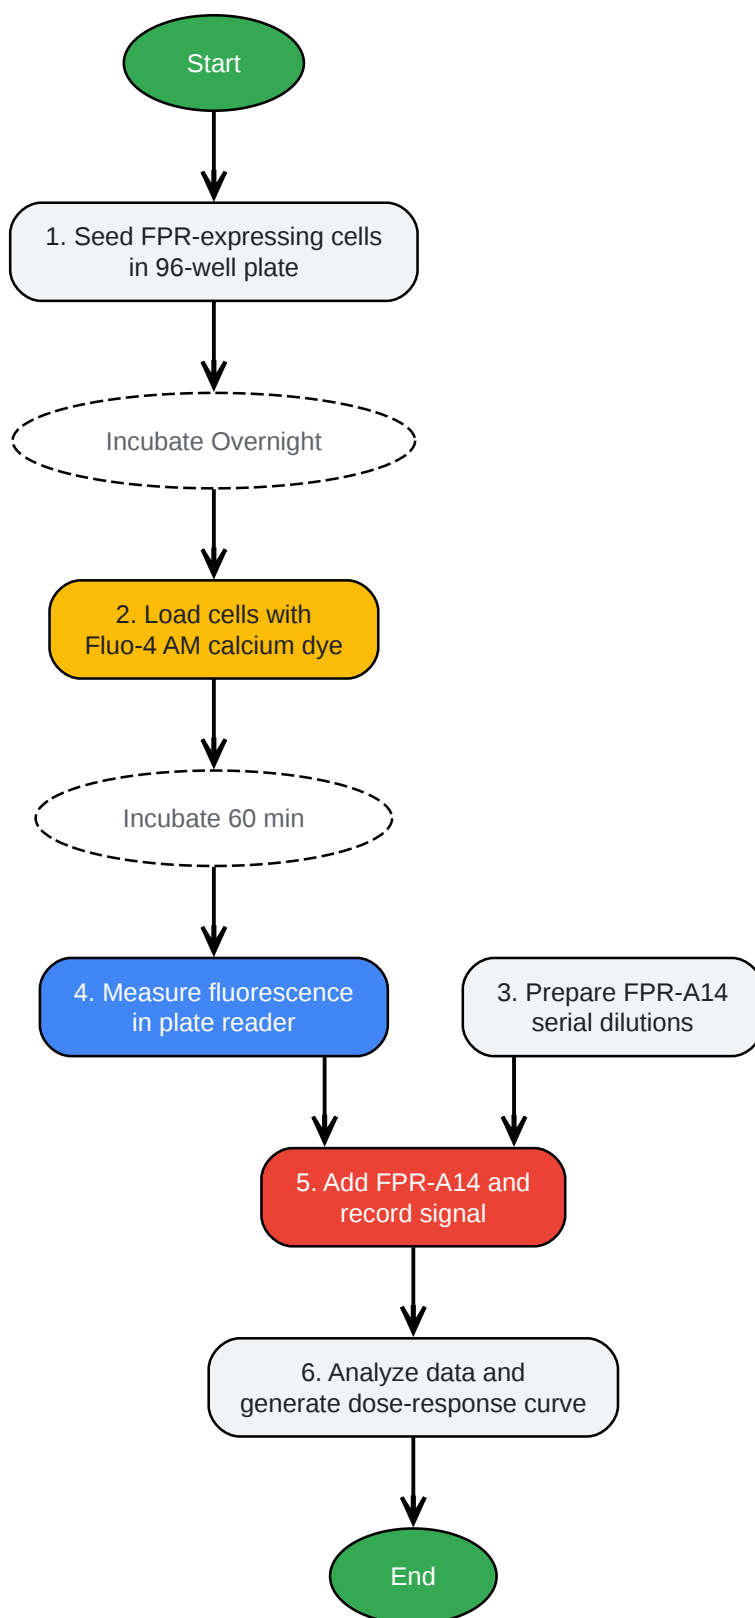 Start
1. Seed FPR-expressing cells
in 96-well plate
Incubate Overnight
2. Load cells with
Fluo-4 AM calcium dye
Incubate 60 min
4. Measure fluorescence
in plate reader
3. Prepare FPR-A14
serial dilutions
5. Add FPR-A14 and
record signal
6. Analyze data and
generate dose-response curve
End